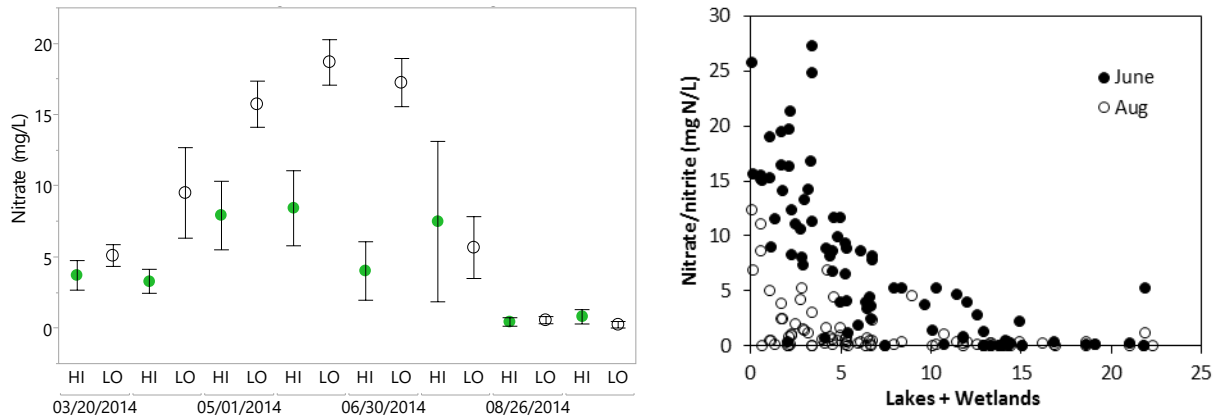 Nitrate (mg/L)
20
15
10
5
0
HI LO HI LO HI LO HI LO HI LO HI LO HI LO HI LO
03/20/2014 05/01/2014 06/30/2014 08/26/2014
Nitrate/nitrite (mg N/L)
30
25
20
15
10
5
0
June
Aug
0 5 10 15 20 25
Lakes + Wetlands